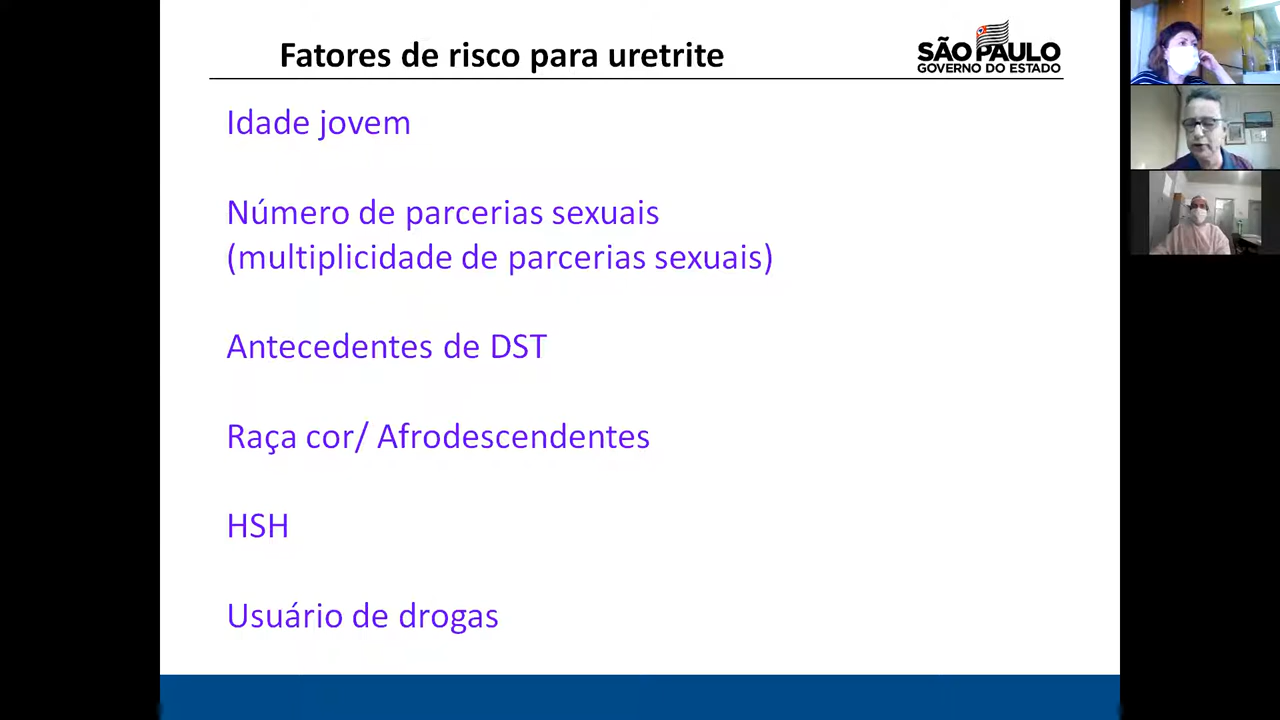 Fatores de risco para uretrite
SÃO PAULO
GOVERNO DO ESTADO
Idade jovem
Número de parcerias sexuais
(multiplicidade de parcerias sexuais)
Antecedentes de DST
Raça cor/ Afrodescendentes
HSH
Usuário de drogas